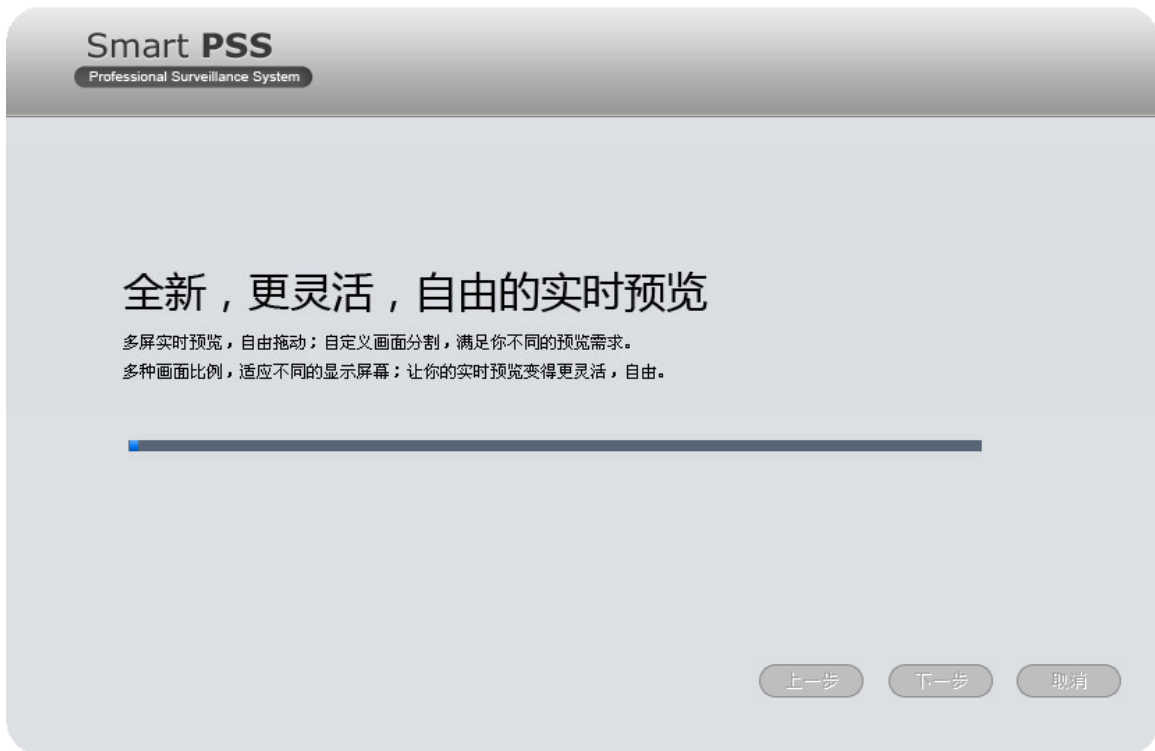 Smart PSS
Professional Surveillance System
全新，更灵活，自由的实时预览
多屏实时预览，自由拖动；自定义画面分割，满足你不同的预览需求。
多种画面比例，适应不同的显示屏幕；让你的实时预览变得更灵活，自由。
上一步 下一步 取消